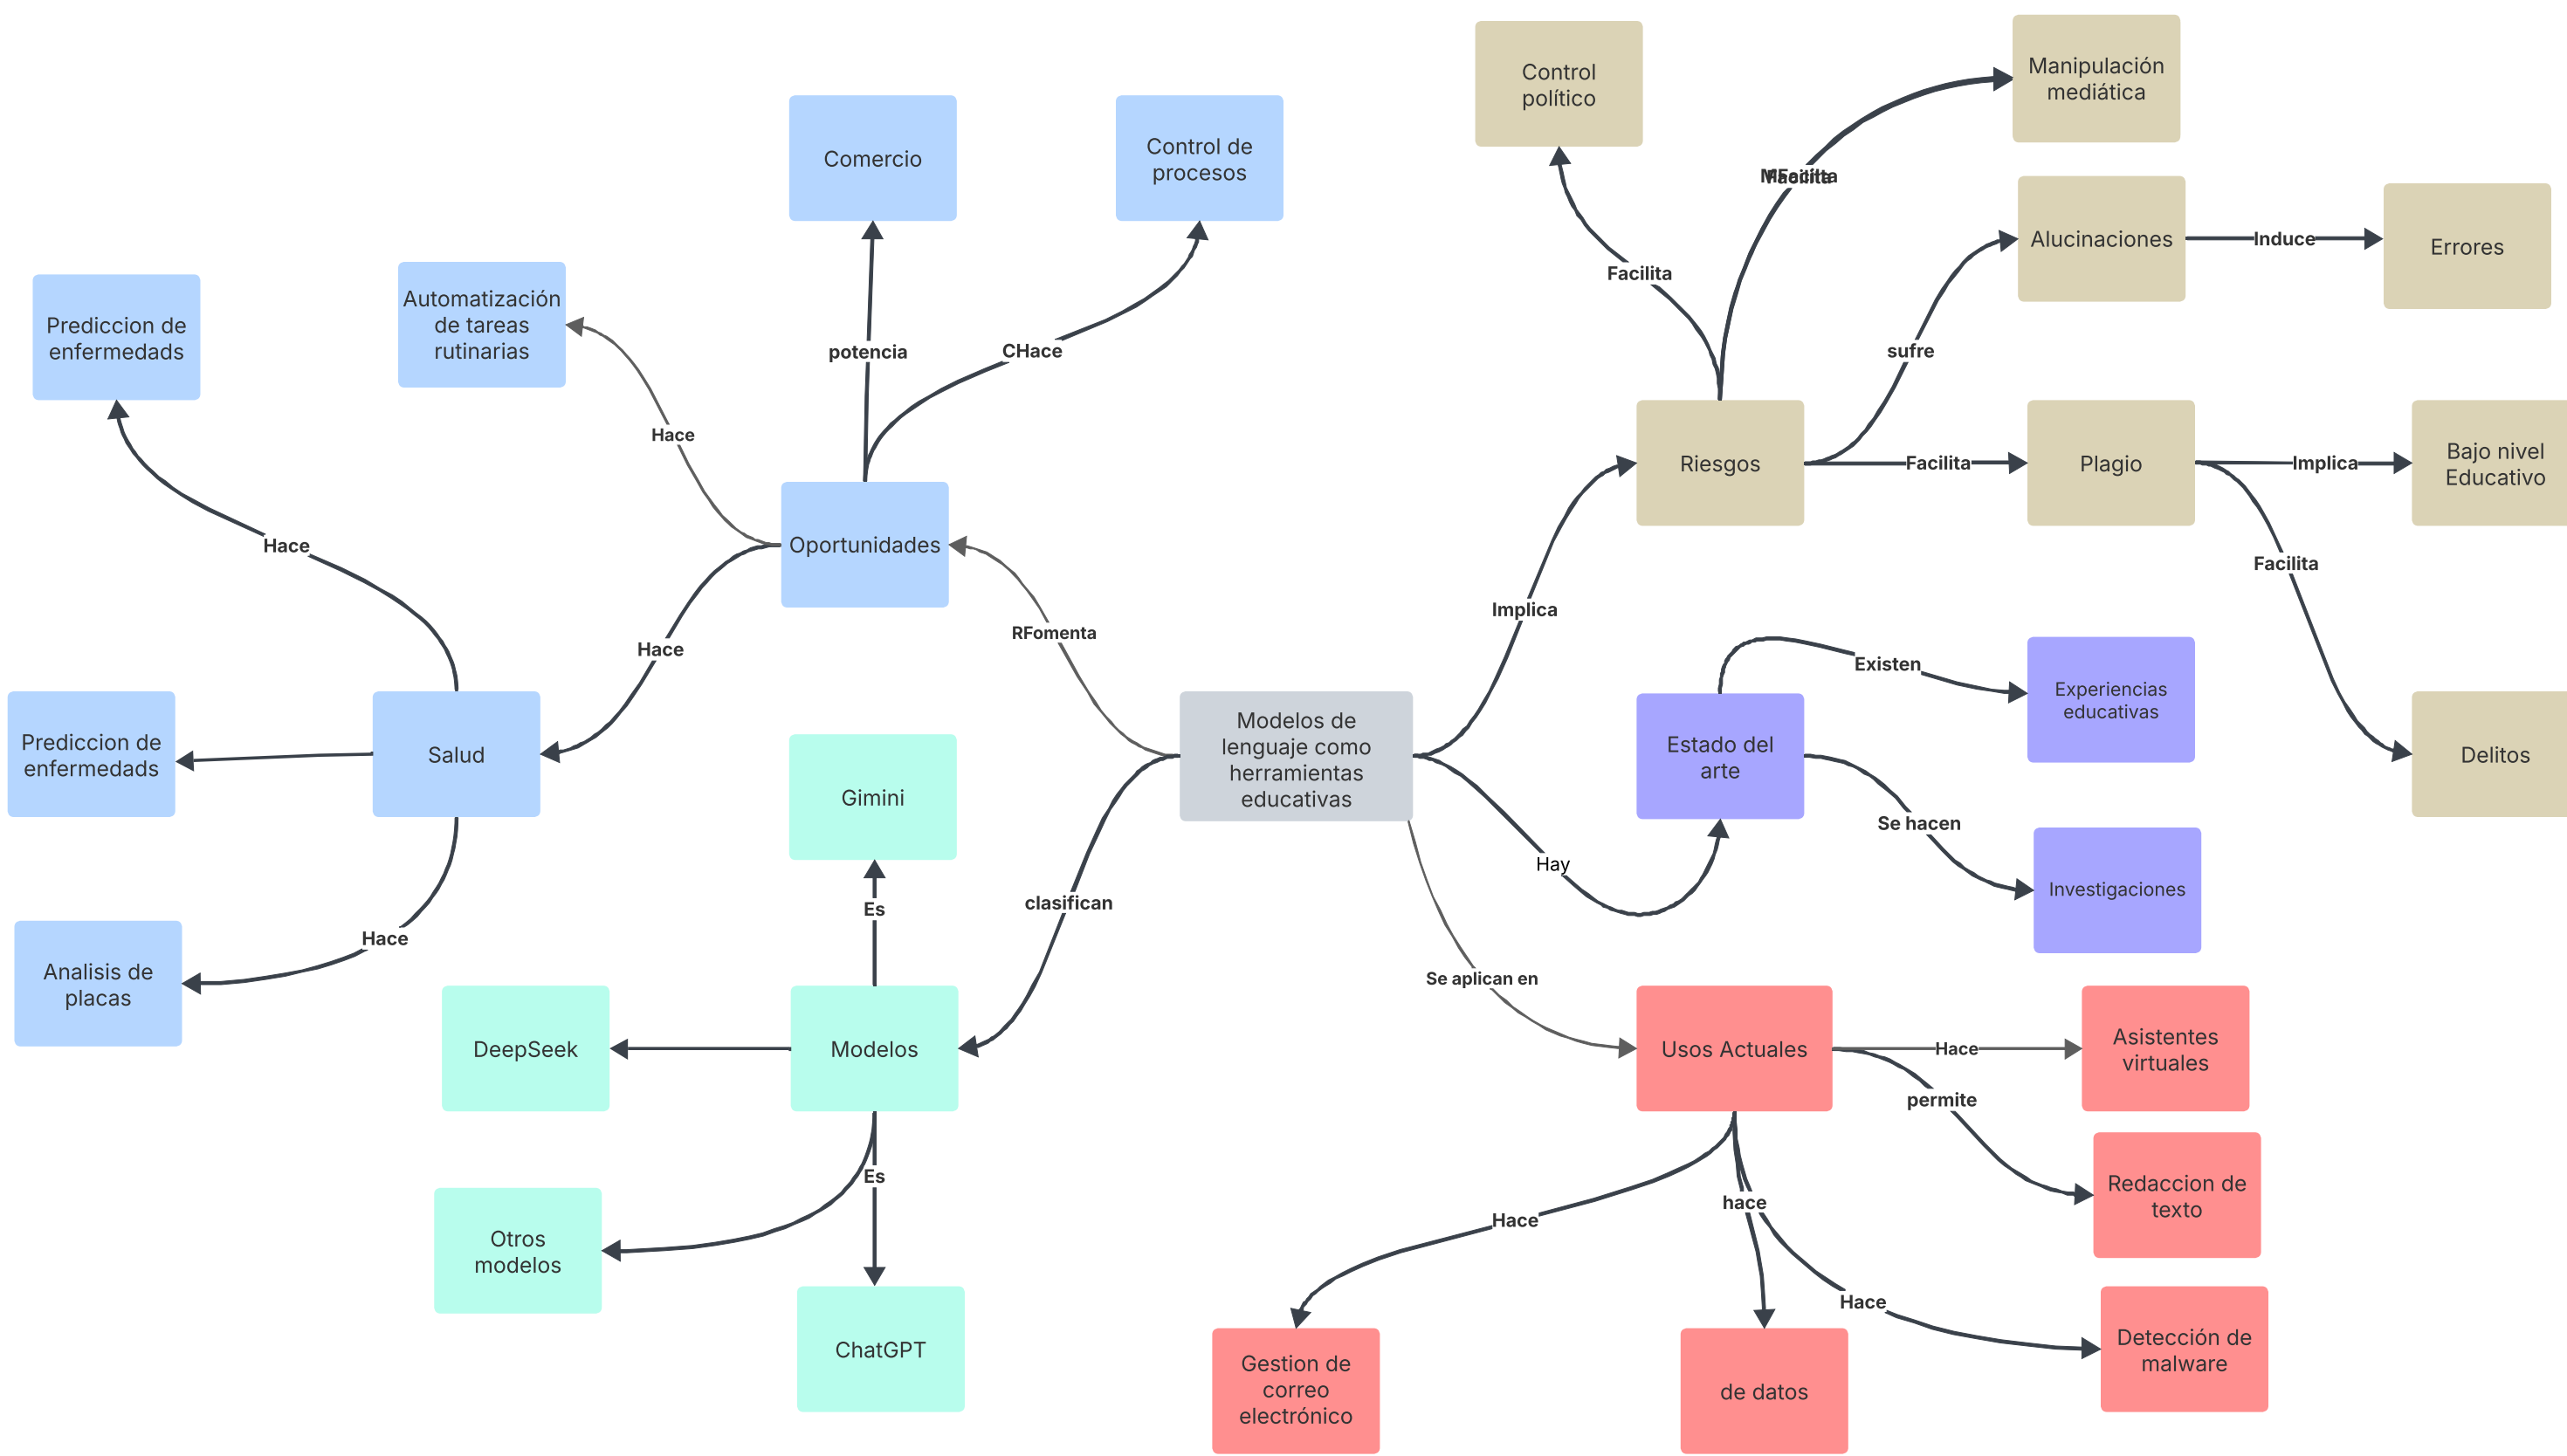 Control
político
Manipulación
mediática
Comercio
Control de
procesos
Facilita
Alucinaciones
Induce
Errores
Facilita
Automatización
de tareas
rutinarias
Prediccion de
enfermedads
potencia
CHace
sufre
Hace
Riesgos
Facilita
Plagio
Implica
Bajo nivel
Educativo
Hace
Oportunidades
Facilita
Implica
RFomenta
Hace
Existen
Experiencias
educativas
Prediccion de
enfermedads
Salud
Modelos de
lenguaje como
herramientas
educativas
Estado del
arte
Delitos
Gimini
Se hacen
Hay
Investigaciones
Es
clasifican
Hace
Analisis de
placas
Se aplican en
DeepSeek
Modelos
Usos Actuales
Hace
Asistentes
virtuales
permite
Es
Redaccion de
texto
hace
Hace
Otros
modelos
Hace
ChatGPT
Gestion de
correo
electrónico
de datos
Detección de
malware